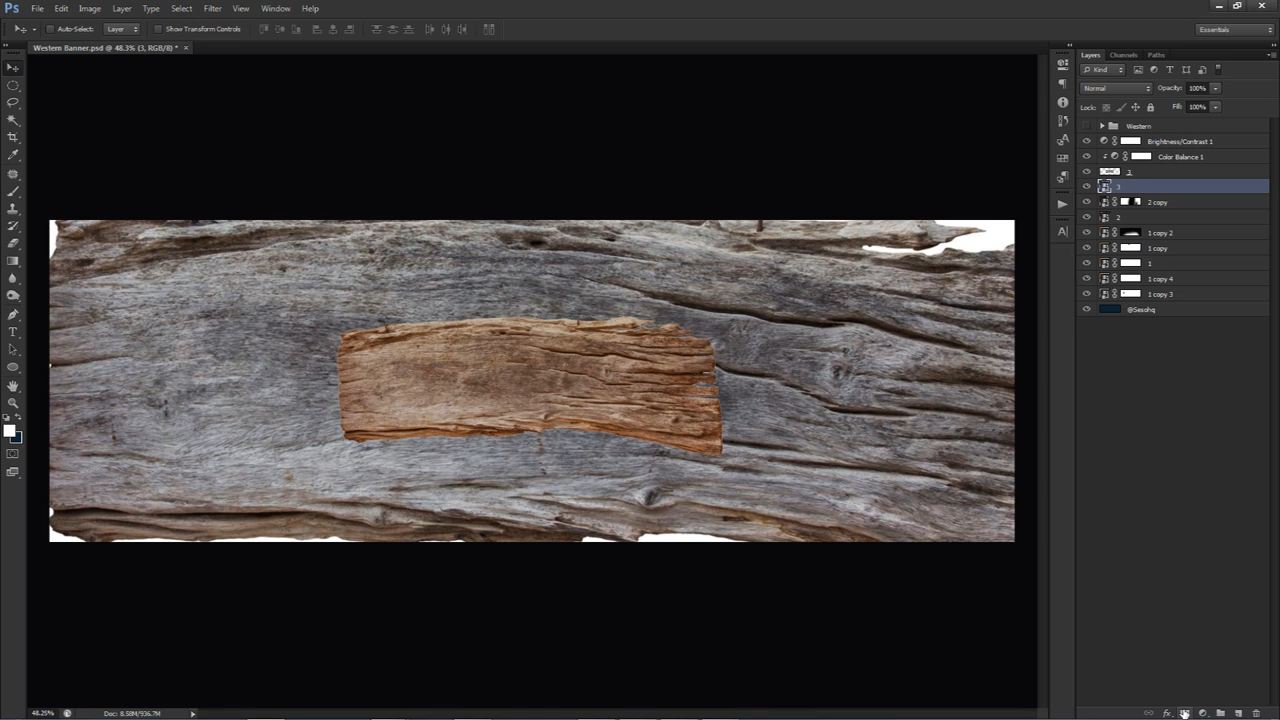 Ps File Edit Image Layer Type Select Filter View Window Help
Auto-Select: Layer Show Transform Controls Essentials
Western Banner.psd @ 48.3% (3, RGB/8) * ×
Layers Channels Paths
Kind
Normal Opacity: 100%
Lock: Fill: 100%
Western
Brightness/Contrast 1
Color Balance 1
3
3
2 copy
2
1 copy 2
1 copy
1
1 copy 4
1 copy 3
@Sesohq
48.25% Doc: 8.58M/936.7M